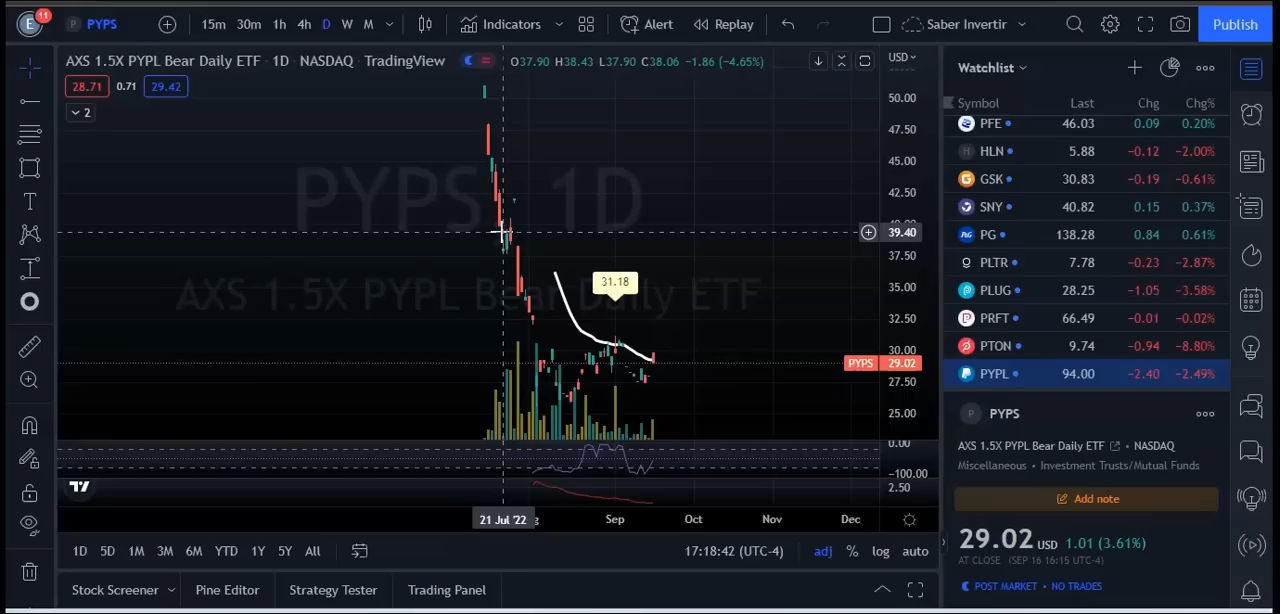 E 11 P PYPS 15m 30m 1h 4h D W M Indicators Alert Replay Saber Invertir Publish
AXS 1.5X PYPL Bear Daily ETF · 1D · NASDAQ · TradingView O37.90 H38.43 L37.90 C38.06 −1.86 (−4.65%) USD
28.71 0.71 29.42
2
PYPS, 1D
AXS 1.5X PYPL Bear Daily ETF
31.18
50.00
47.50
45.00
42.50
40.00
39.40
37.50
35.00
32.50
30.00
PYPS 29.02
27.50
25.00
0.00
−100.00
2.50
21 Jul '22 Sep Oct Nov Dec
1D 5D 1M 3M 6M YTD 1Y 5Y All 17:18:42 (UTC-4) adj % log auto
Stock Screener Pine Editor Strategy Tester Trading Panel
Watchlist
Symbol Last Chg Chg%
PFE 46.03 0.09 0.20%
H HLN 5.88 −0.12 −2.00%
GSK 30.83 −0.19 −0.61%
SNY 40.82 0.15 0.37%
P&G PG 138.28 0.84 0.61%
PLTR 7.78 −0.23 −2.87%
PLUG 28.25 −1.05 −3.58%
PRFT 66.49 −0.01 −0.02%
PTON 9.74 −0.94 −8.80%
PYPL 94.00 −2.40 −2.49%
P PYPS
AXS 1.5X PYPL Bear Daily ETF • NASDAQ
Miscellaneous • Investment Trusts/Mutual Funds
Add note
29.02 USD 1.01 (3.61%)
AT CLOSE (SEP 16 16:15 UTC-4)
POST MARKET • NO TRADES